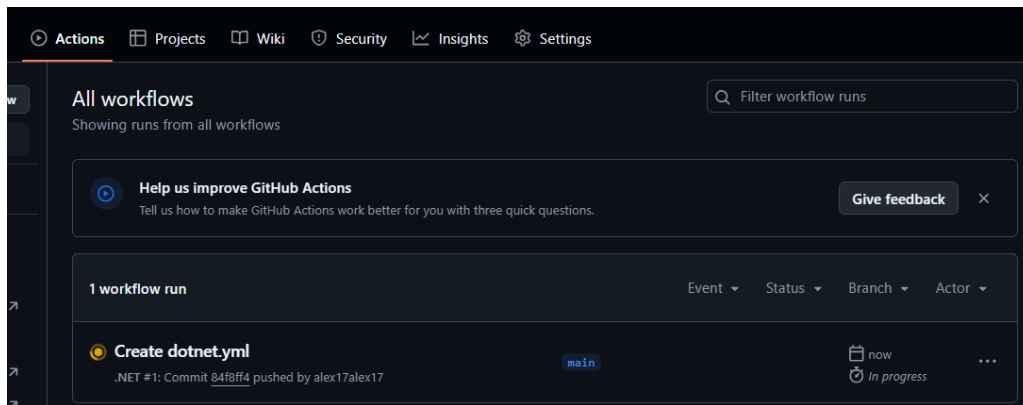 Actions Projects Wiki Security Insights Settings
w
All workflows
Filter workflow runs
Showing runs from all workflows
Help us improve GitHub Actions
Tell us how to make GitHub Actions work better for you with three quick questions.
Give feedback
1 workflow run
Event Status Branch Actor
Create dotnet.yml
.NET #1: Commit 84f8ff4 pushed by alex17alex17
main
now
In progress